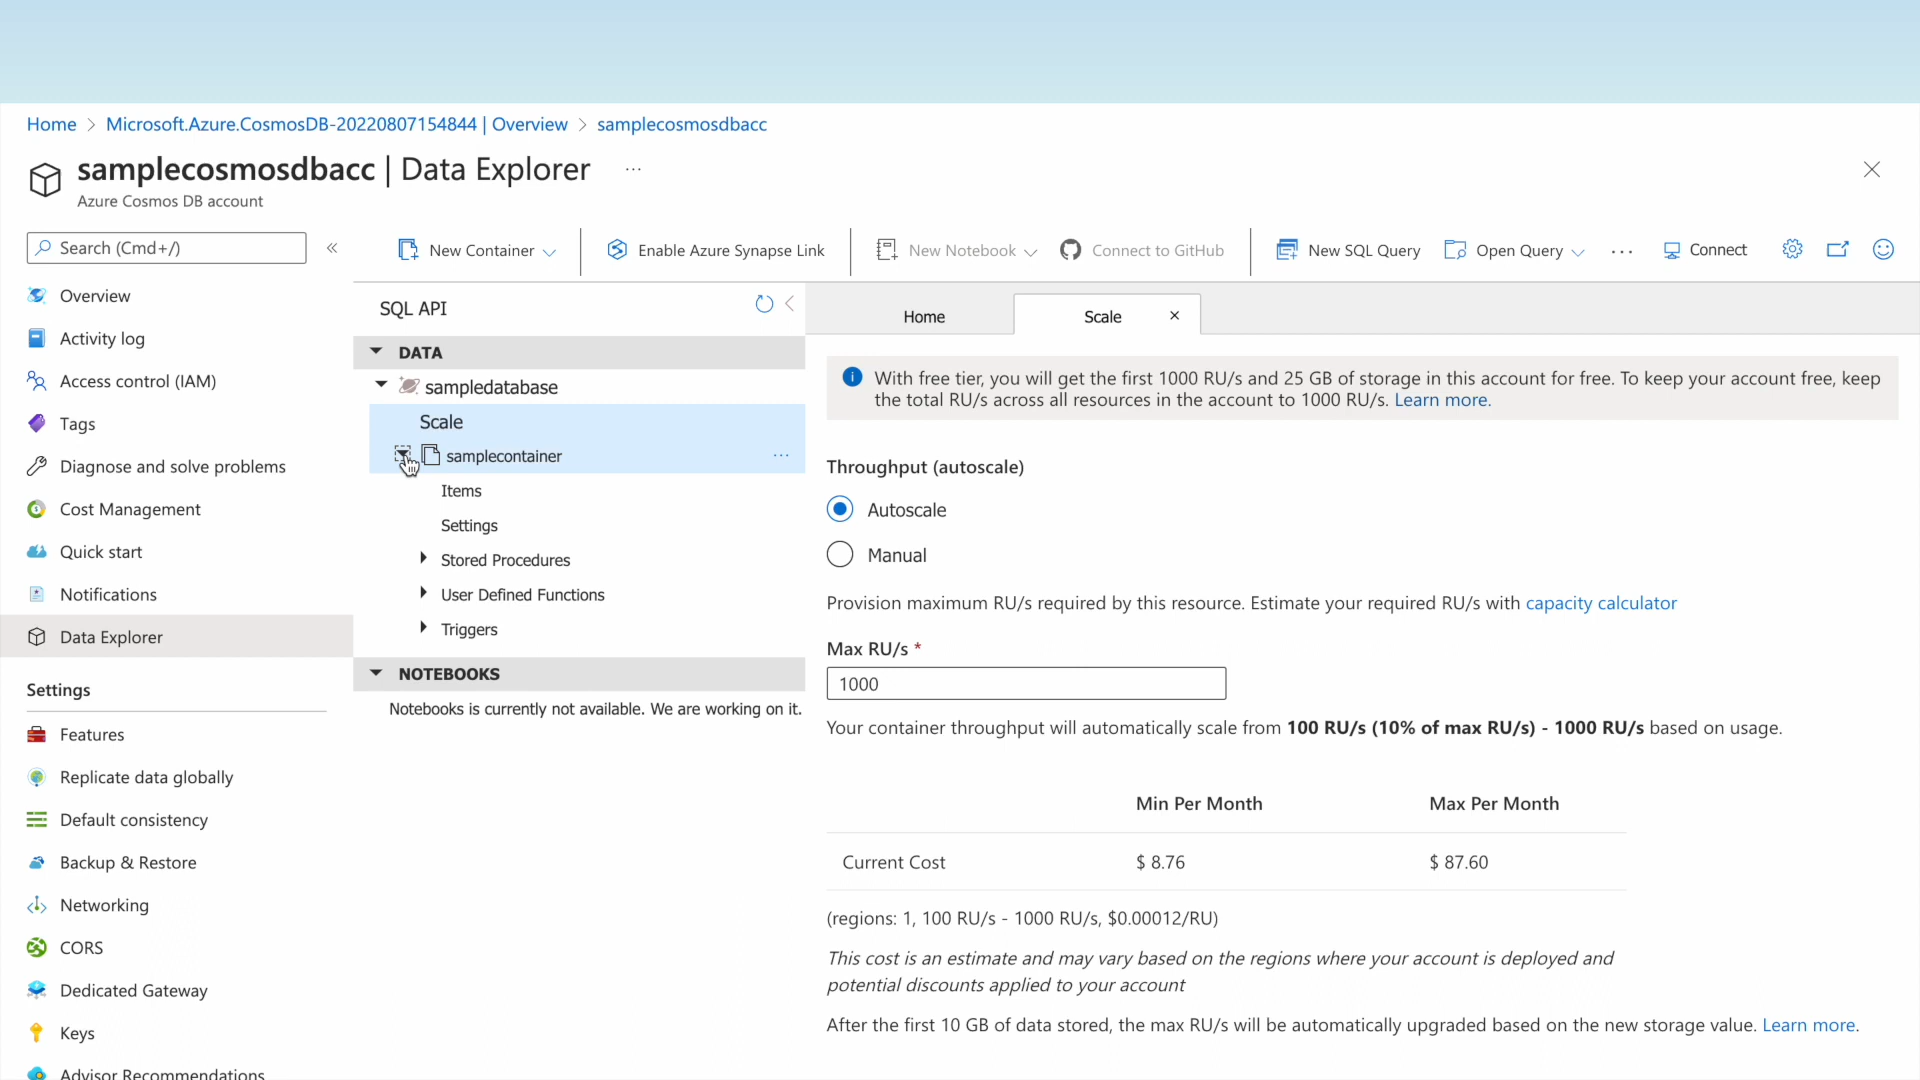 Home > Microsoft.Azure.CosmosDB-20220807154844 | Overview > samplecosmosdbacc
samplecosmosdbacc | Data Explorer ...
Azure Cosmos DB account
Search (Cmd+/)
«
New Container
Enable Azure Synapse Link
New Notebook
Connect to GitHub
New SQL Query
Open Query
...
Connect
Overview
Activity log
Access control (IAM)
Tags
Diagnose and solve problems
Cost Management
Quick start
Notifications
Data Explorer
Settings
Features
Replicate data globally
Default consistency
Backup & Restore
Networking
CORS
Dedicated Gateway
Keys
Advisor Recommendations
SQL API
DATA
sampledatabase
Scale
samplecontainer ...
Items
Settings
Stored Procedures
User Defined Functions
Triggers
NOTEBOOKS
Notebooks is currently not available. We are working on it.
Home
Scale
With free tier, you will get the first 1000 RU/s and 25 GB of storage in this account for free. To keep your account free, keep
the total RU/s across all resources in the account to 1000 RU/s. Learn more.
Throughput (autoscale)
Autoscale
Manual
Provision maximum RU/s required by this resource. Estimate your required RU/s with capacity calculator
Max RU/s *
1000
Your container throughput will automatically scale from 100 RU/s (10% of max RU/s) - 1000 RU/s based on usage.
Min Per Month Max Per Month
Current Cost $ 8.76 $ 87.60
(regions: 1, 100 RU/s - 1000 RU/s, $0.00012/RU)
This cost is an estimate and may vary based on the regions where your account is deployed and
potential discounts applied to your account
After the first 10 GB of data stored, the max RU/s will be automatically upgraded based on the new storage value. Learn more.